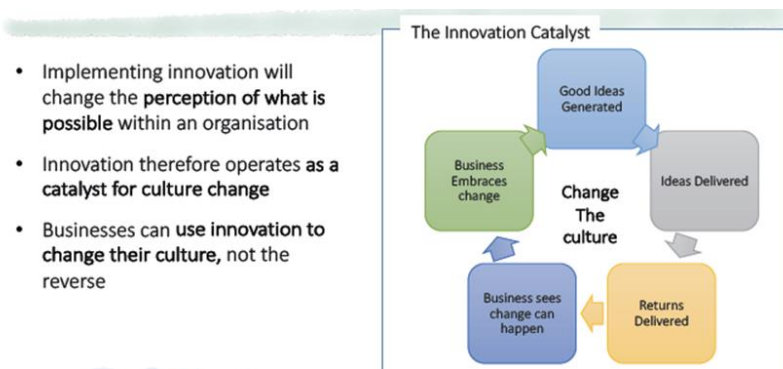 • Implementing innovation will
change the perception of what is
possible within an organisation
• Innovation therefore operates as a
catalyst for culture change
• Businesses can use innovation to
change their culture, not the
reverse
The Innovation Catalyst
Good Ideas
Generated
Ideas Delivered
Returns
Delivered
Business sees
change can
happen
Business
Embraces
change
Change
The
culture